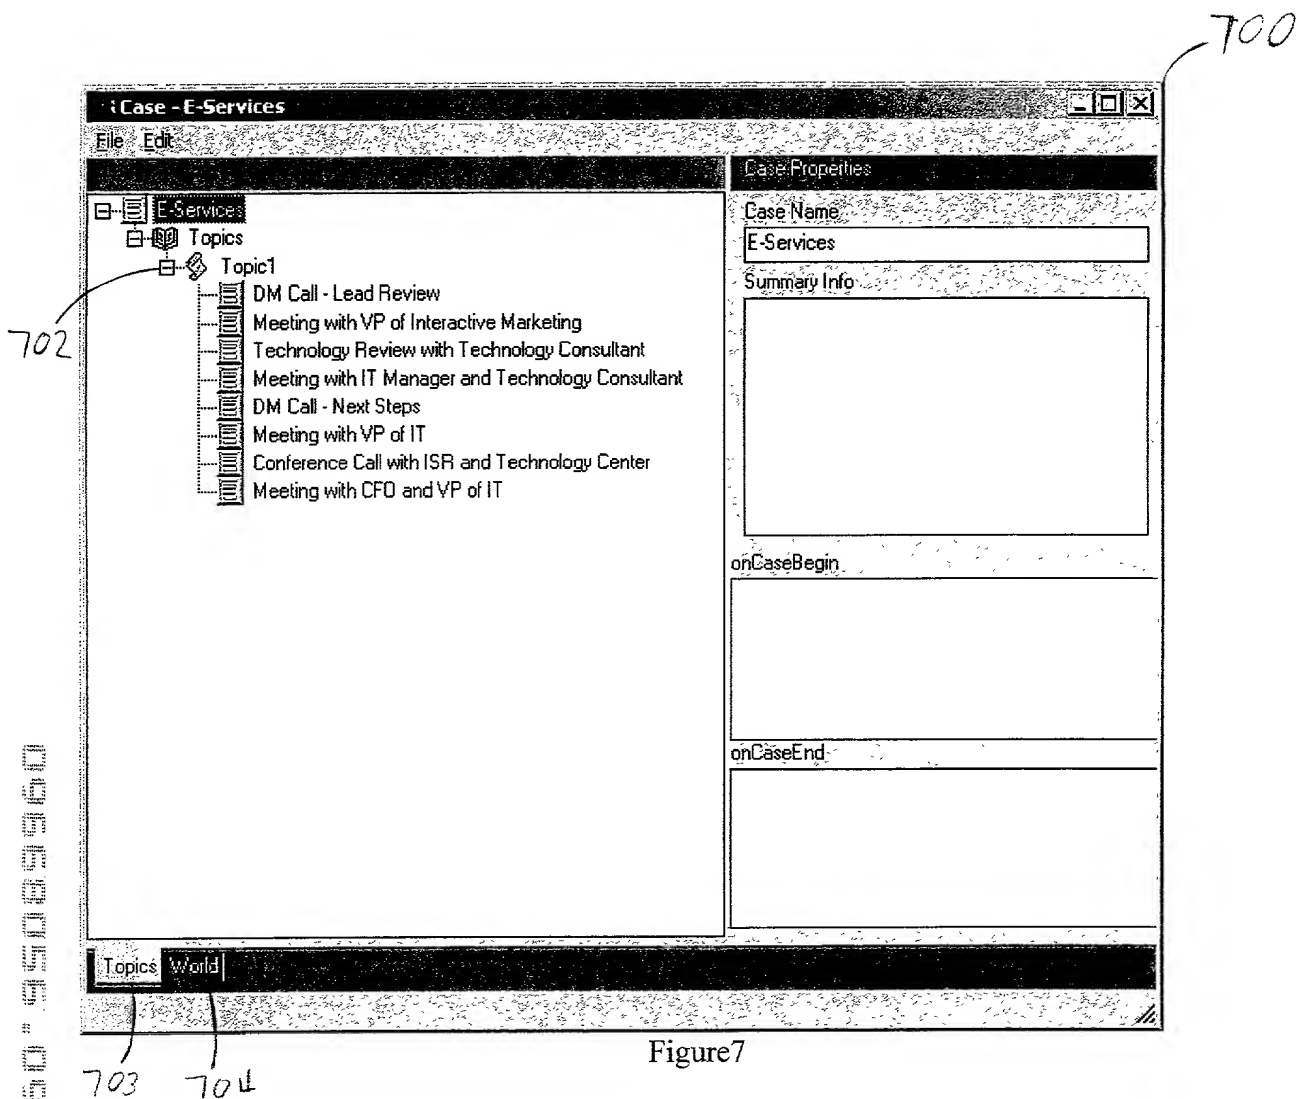 700
iCase - E-Services
File Edit
Case Properties
E-Services
Topics
Topic1
DM Call - Lead Review
Meeting with VP of Interactive Marketing
Technology Review with Technology Consultant
Meeting with IT Manager and Technology Consultant
DM Call - Next Steps
Meeting with VP of IT
Conference Call with ISR and Technology Center
Meeting with CFO and VP of IT
702
Case Name
E-Services
Summary Info
onCaseBegin
onCaseEnd
Topics World
Figure7
703 704